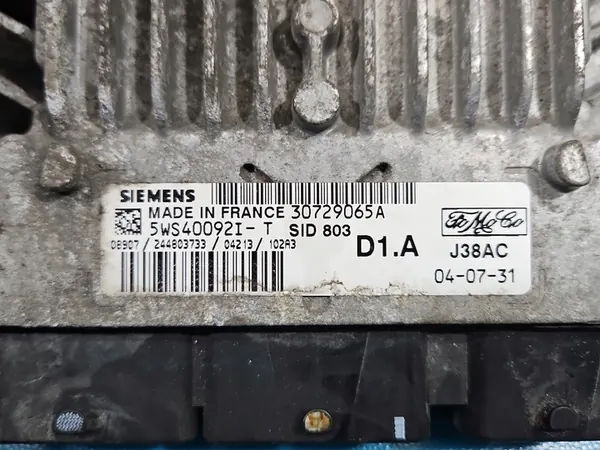 SIEMENS
MADE IN FRANCE 30729065A
5WS40092I- T SID 803
08907 / 244803733 / 04213 / 102A3
D1.A
FoMoCo
J38AC
04-07-31